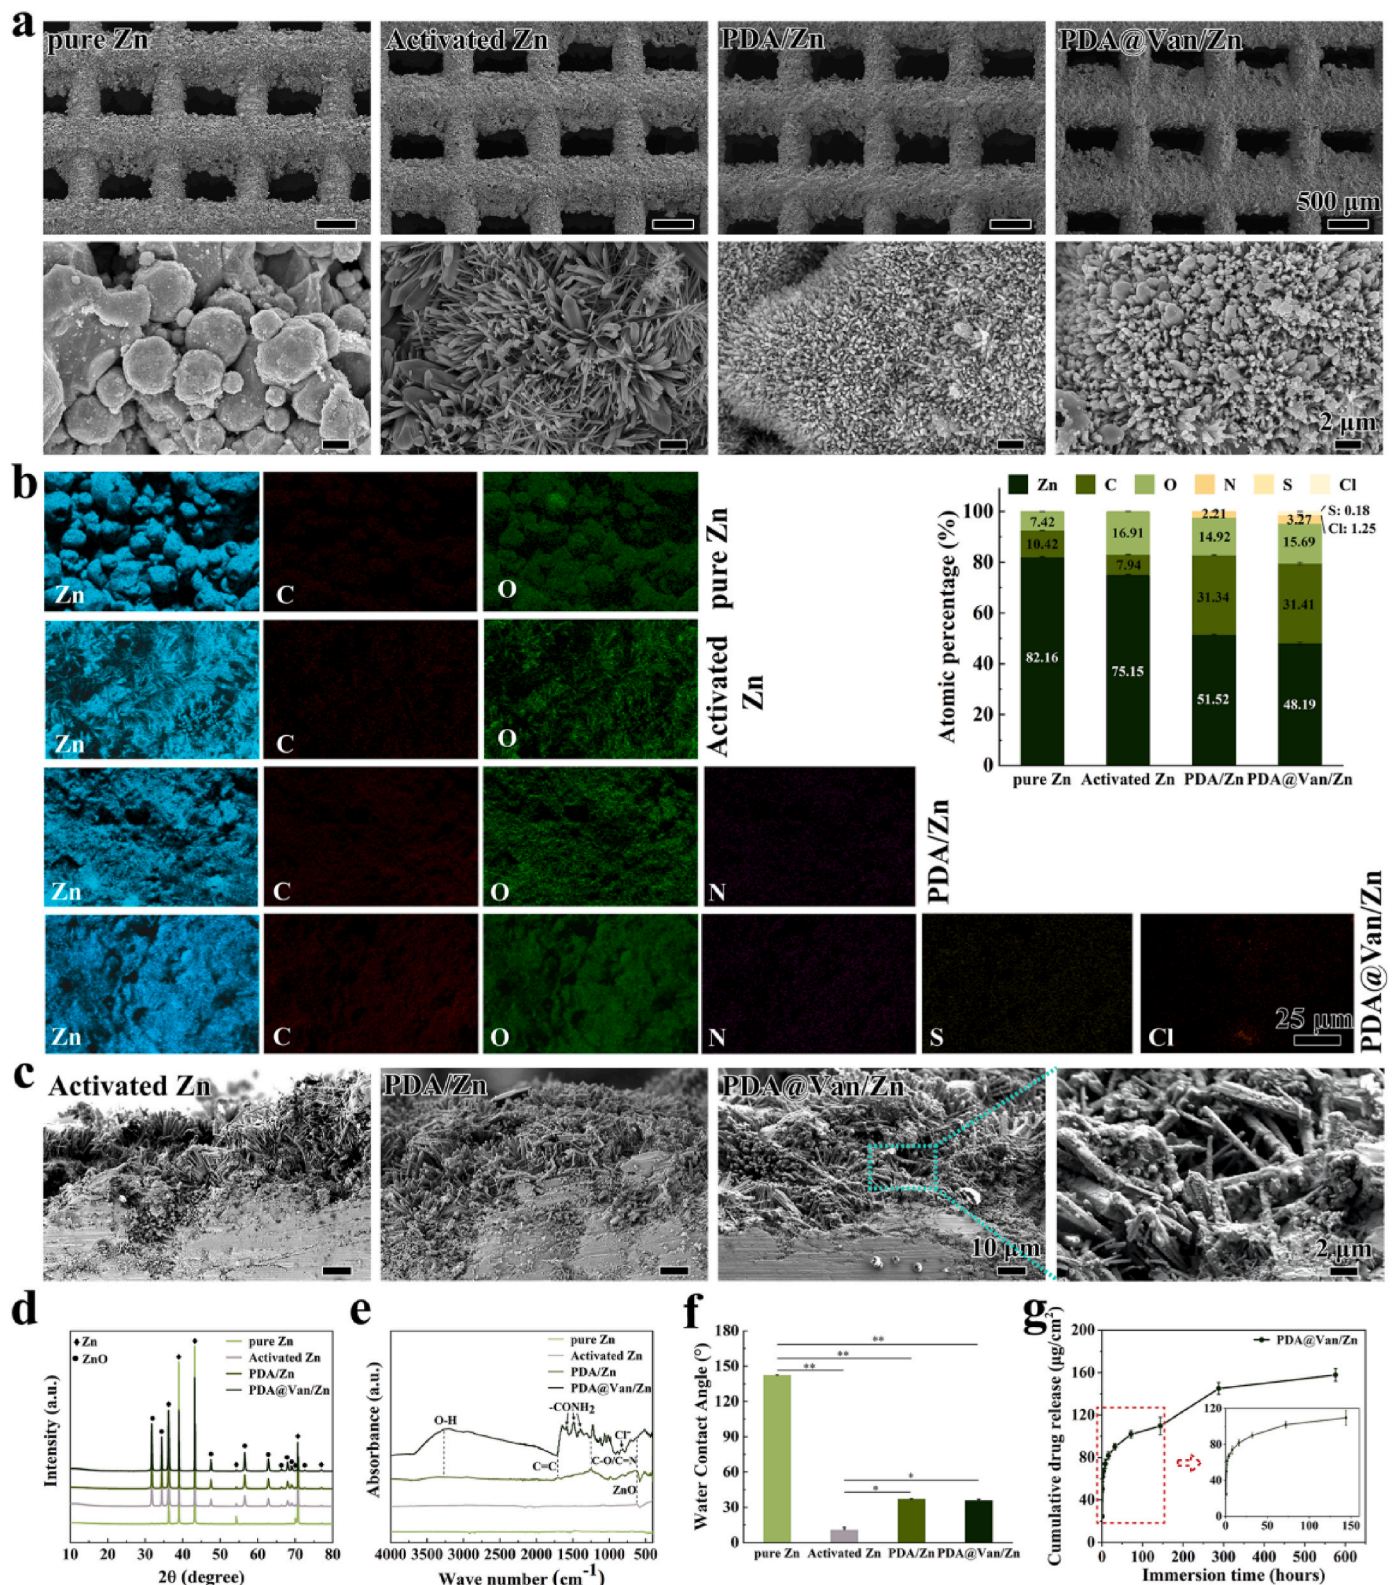 a
pure Zn
Activated Zn
PDA/Zn
PDA@Van/Zn
500 µm
2 µm
b
Zn
C
O
pure Zn
Zn
C
O
Activated
Zn
Zn
C
O
N
PDA/Zn
Zn
C
O
N
S
Cl
25 µm
PDA@Van/Zn
Zn C O N S Cl
Atomic percentage (%)
100
80
60
40
20
0
7.42
10.42
82.16
16.91
7.94
75.15
2.21
14.92
31.34
51.52
3.27
15.69
31.41
48.19
S: 0.18
Cl: 1.25
pure Zn Activated Zn PDA/Zn PDA@Van/Zn
c
Activated Zn
PDA/Zn
PDA@Van/Zn
10 µm
2 µm
d
Zn
ZnO
pure Zn
Activated Zn
PDA/Zn
PDA@Van/Zn
Intensity (a.u.)
10 20 30 40 50 60 70 80
2θ (degree)
e
pure Zn
Activated Zn
PDA/Zn
PDA@Van/Zn
O-H
-CONH2
Cl-
C=C
C-O/C=N
ZnO
Absorbance (a.u.)
4000 3000 2000 1500 1000 400
Wave number (cm-1)
f
Water Contact Angle (°)
180
150
120
90
60
30
0
**
**
**
*
*
pure Zn Activated Zn PDA/Zn PDA@Van/Zn
g
PDA@Van/Zn
Cumulative drug release (µg/cm2)
200
160
120
80
40
0
120
80
40
0
0 50 100 150
0 100 200 300 400 500 600
Immersion time (hours)